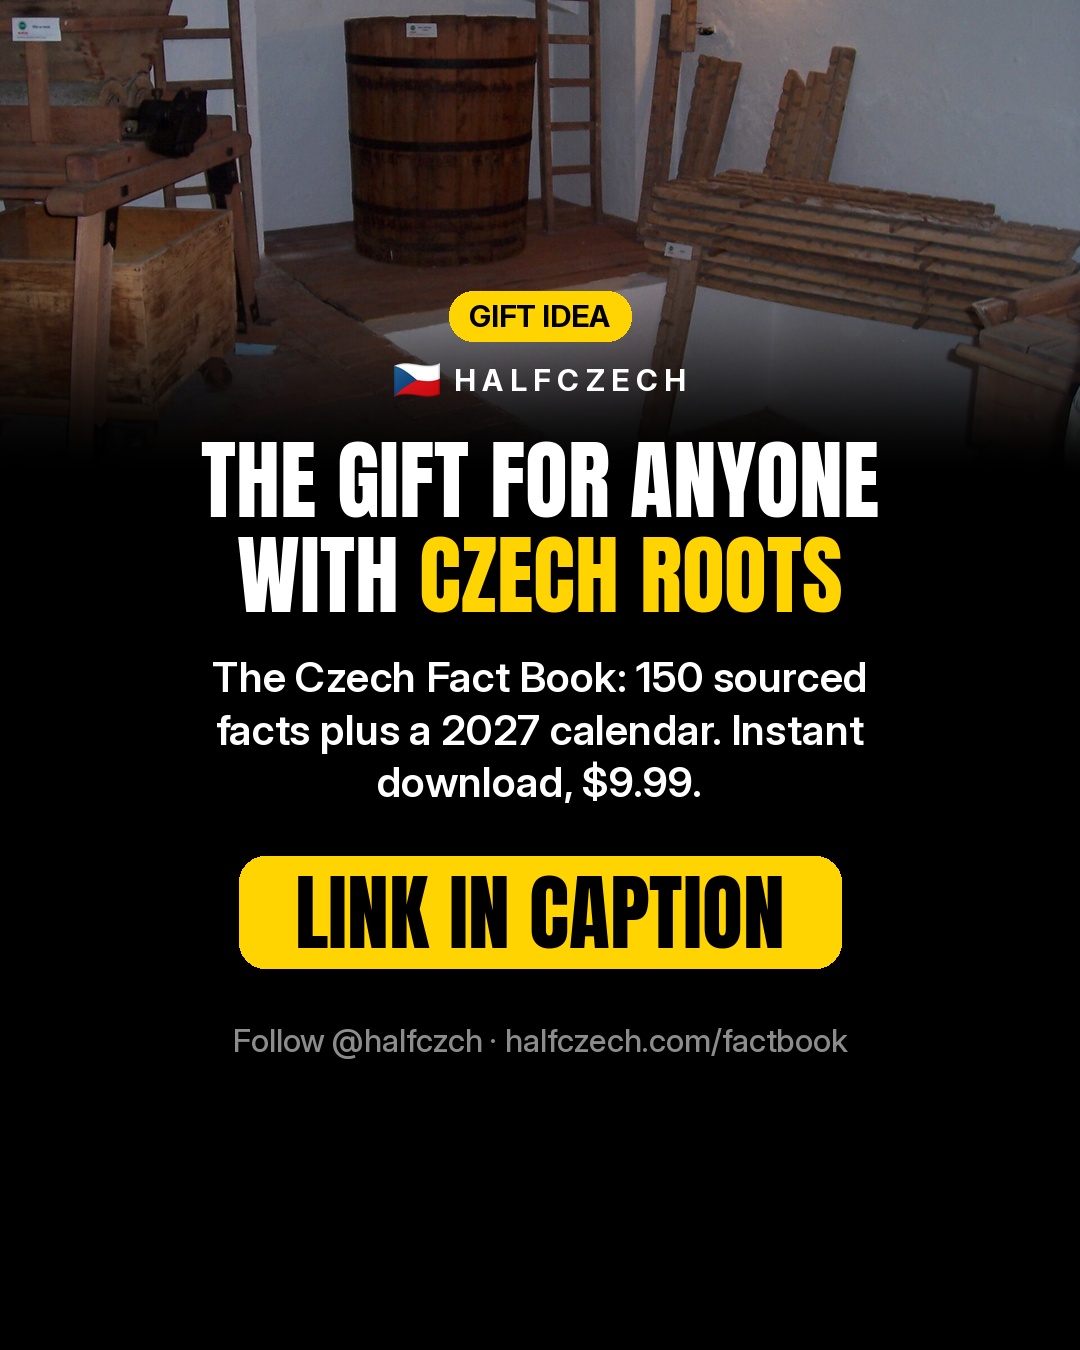 GIFT IDEA
🇨🇿 HALFCZECH
THE GIFT FOR ANYONE
WITH CZECH ROOTS
The Czech Fact Book: 150 sourced
facts plus a 2027 calendar. Instant
download, $9.99.
LINK IN CAPTION
Follow @halfczch · halfczech.com/factbook